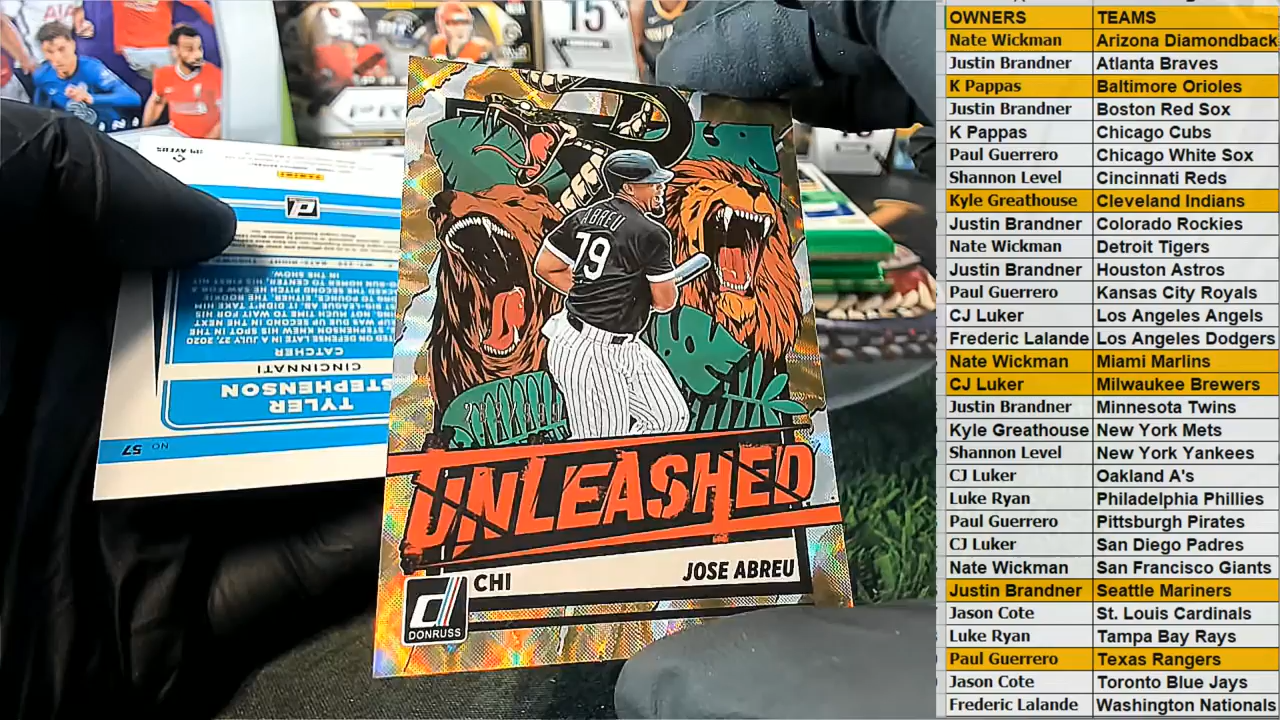 15
79
ABREU
UNLEASHED
CHI
JOSE ABREU
DONRUSS
PANINI
IN THE SHOW.
CATCHER
CINCINNATI
TYLER
STEPHENSON
NO. 57
OWNERS TEAMS
Nate Wickman Arizona Diamondback
Justin Brandner Atlanta Braves
K Pappas Baltimore Orioles
Justin Brandner Boston Red Sox
K Pappas Chicago Cubs
Paul Guerrero Chicago White Sox
Shannon Level Cincinnati Reds
Kyle Greathouse Cleveland Indians
Justin Brandner Colorado Rockies
Nate Wickman Detroit Tigers
Justin Brandner Houston Astros
Paul Guerrero Kansas City Royals
CJ Luker Los Angeles Angels
Frederic Lalande Los Angeles Dodgers
Nate Wickman Miami Marlins
CJ Luker Milwaukee Brewers
Justin Brandner Minnesota Twins
Kyle Greathouse New York Mets
Shannon Level New York Yankees
CJ Luker Oakland A's
Luke Ryan Philadelphia Phillies
Paul Guerrero Pittsburgh Pirates
CJ Luker San Diego Padres
Nate Wickman San Francisco Giants
Justin Brandner Seattle Mariners
Jason Cote St. Louis Cardinals
Luke Ryan Tampa Bay Rays
Paul Guerrero Texas Rangers
Jason Cote Toronto Blue Jays
Frederic Lalande Washington Nationals